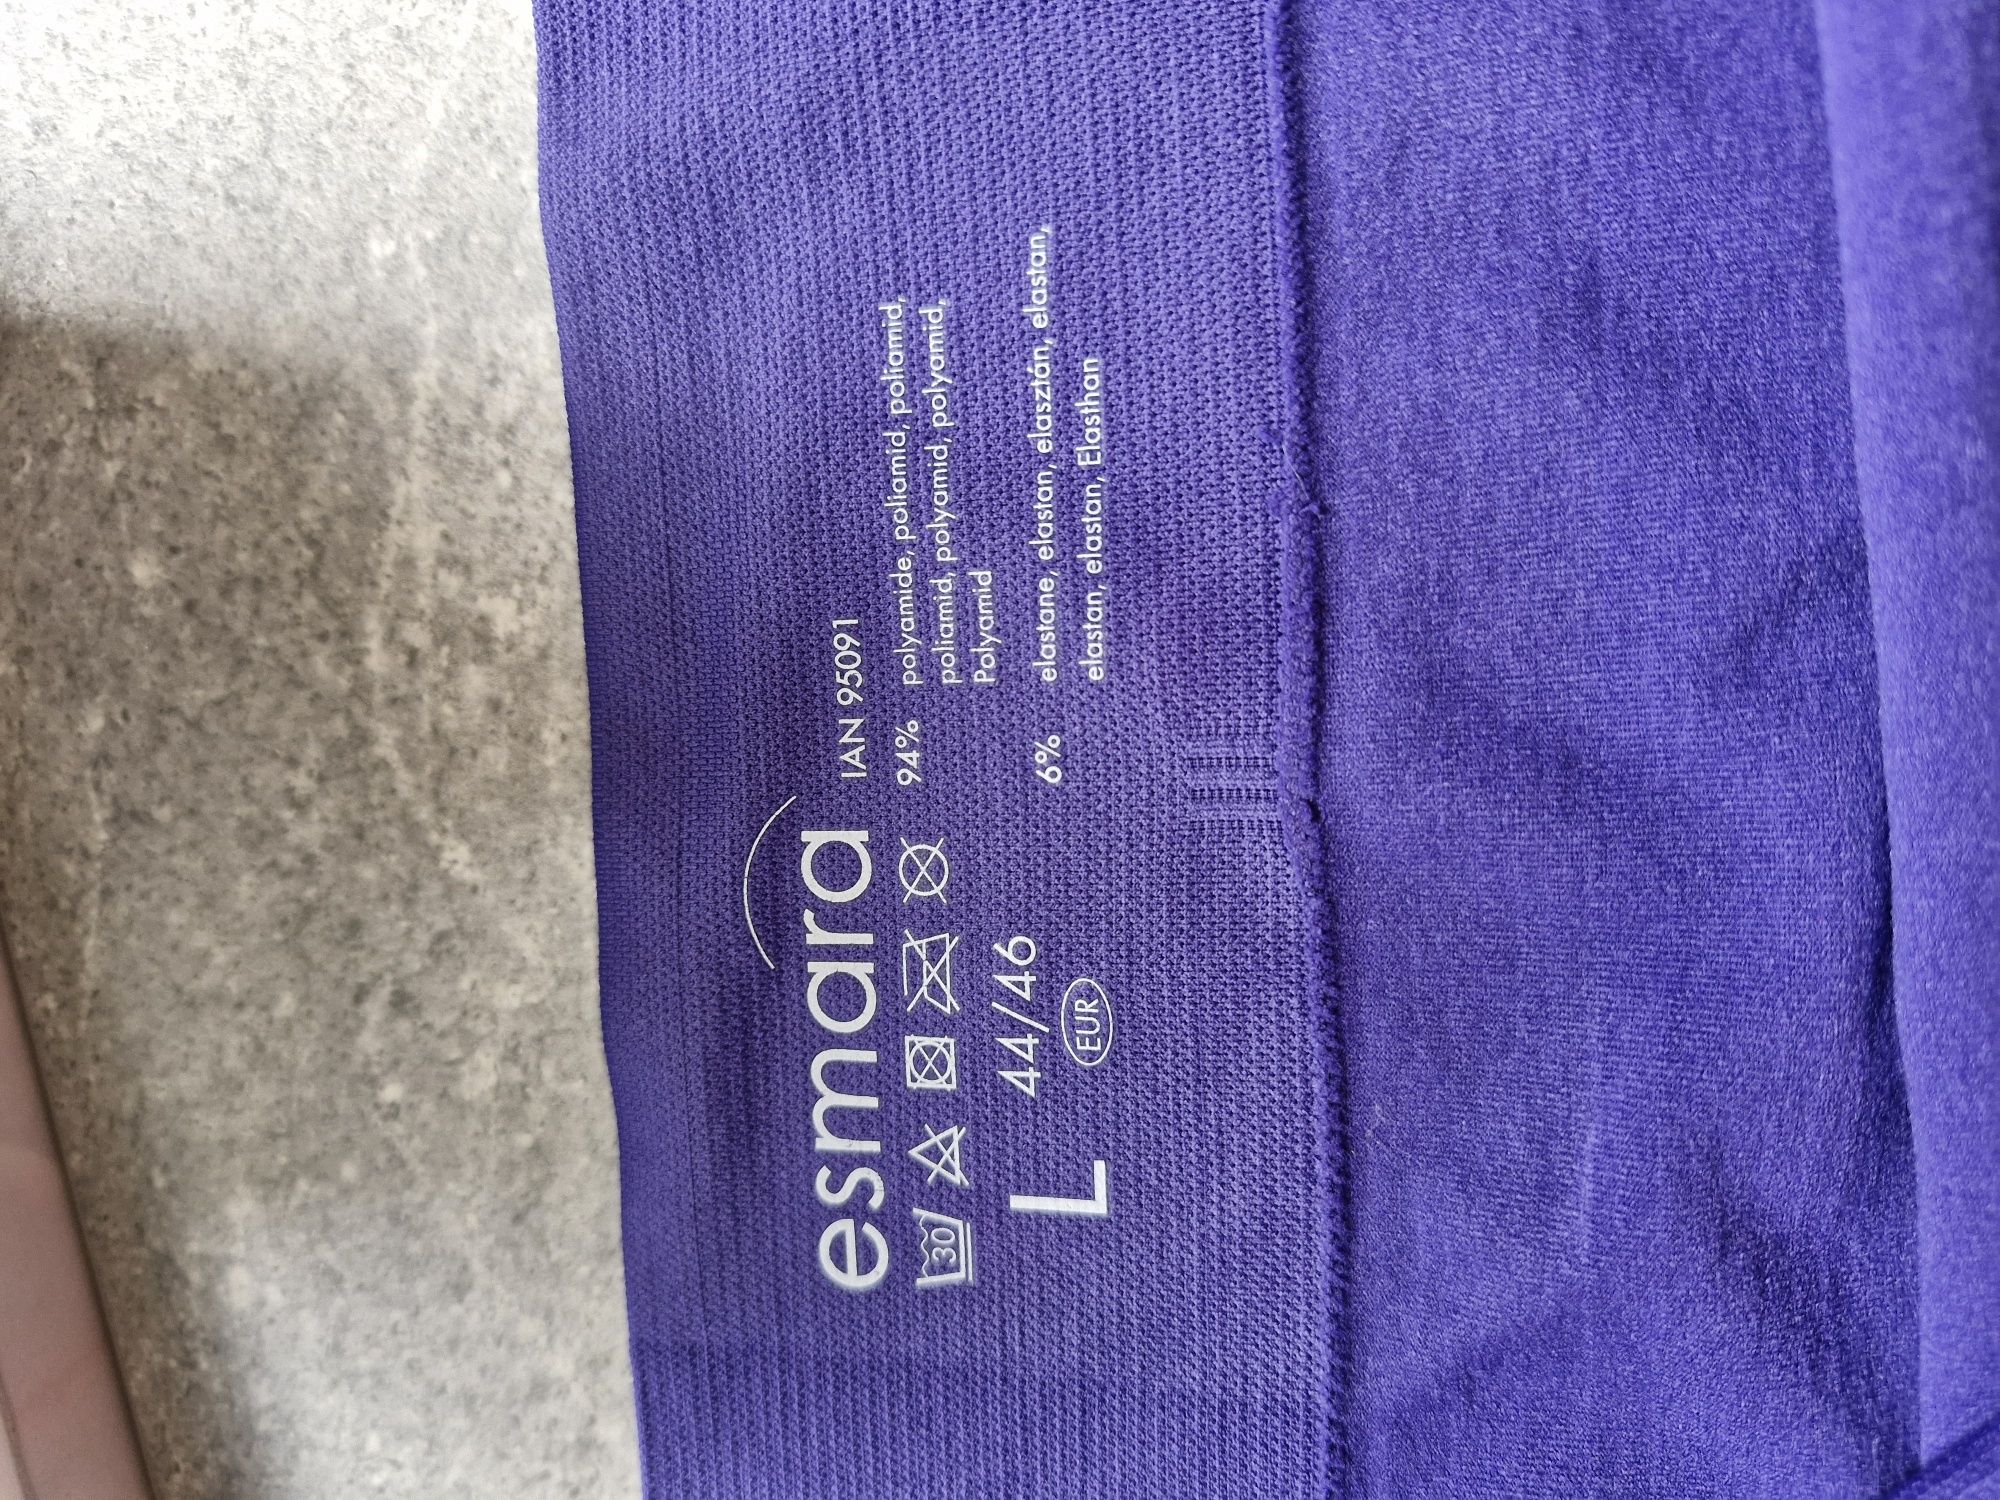 esmara
IAN 95091
94% polyamide, poliamid, poliamid,
poliamid, polyamid, polyamid,
Polyamid
6% elastane, elastan, elasztán, elastan,
elastan, elastan, Elasthan
30
L 44/46
EUR